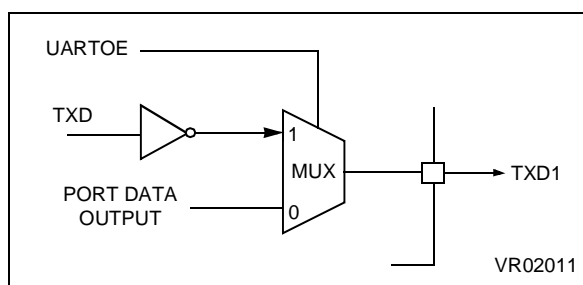 UARTOE
TXD
1
MUX
TXD1
PORT DATA
OUTPUT
0
VR02011